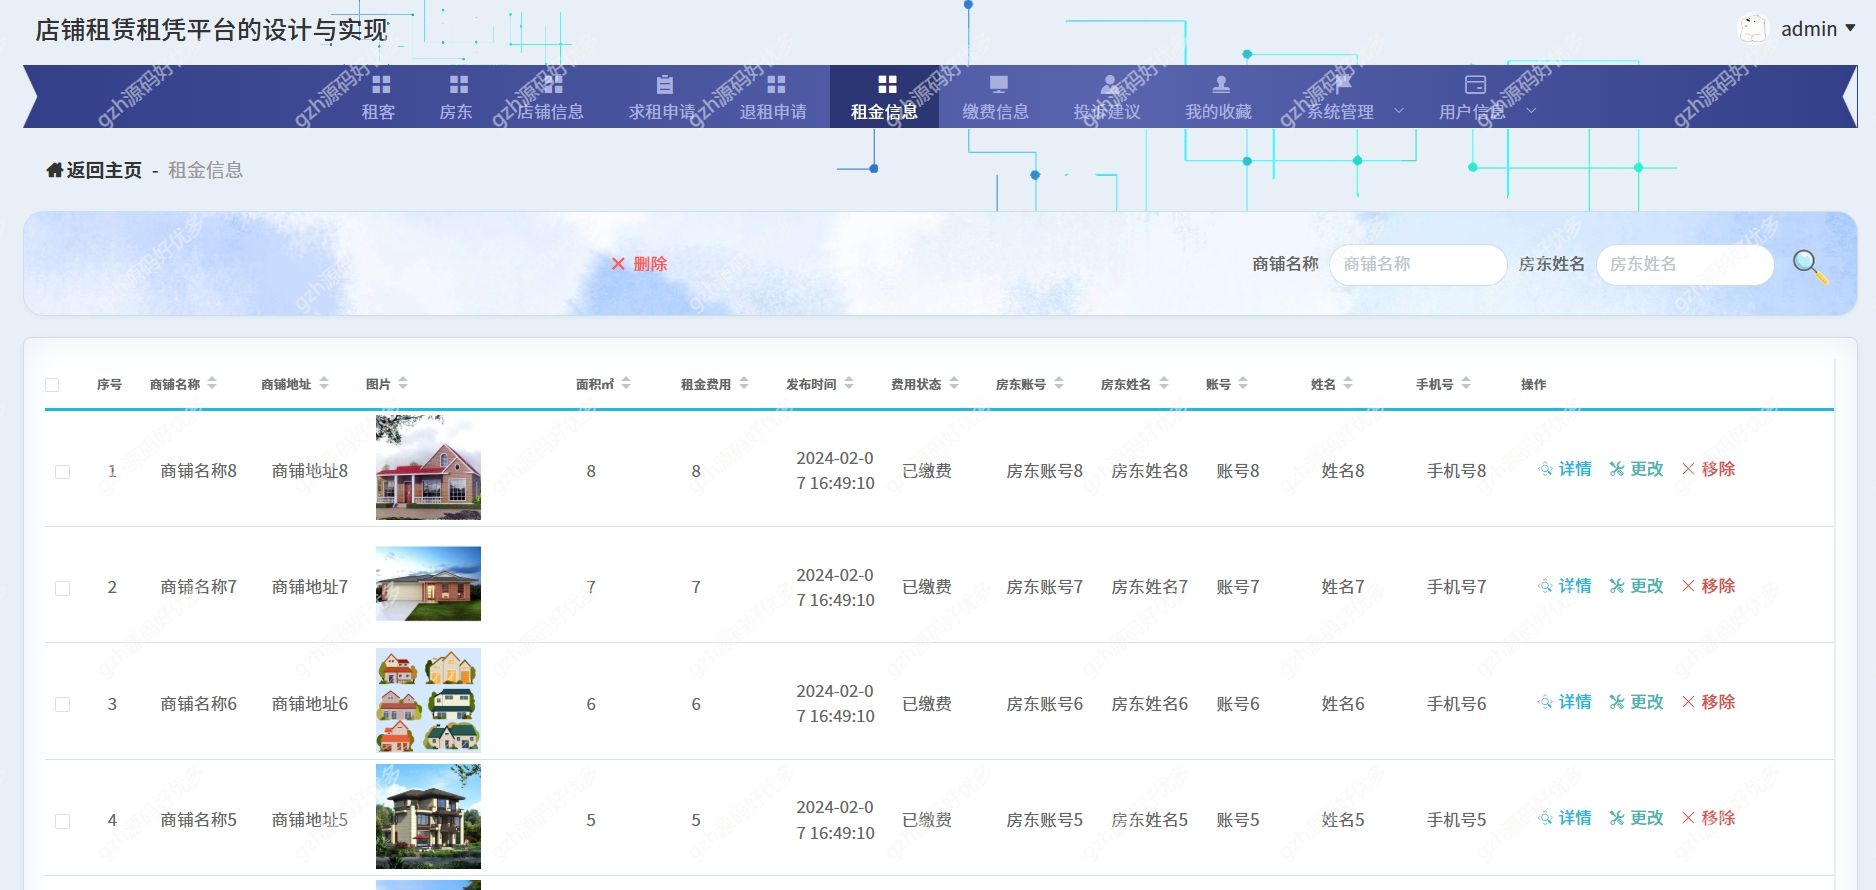 店铺租赁租凭平台的设计与实现
admin
租客 房东 店铺信息 求租申请 退租申请 租金信息 缴费信息 投诉建议 我的收藏 系统管理 用户信息
返回主页 - 租金信息
删除 商铺名称 商铺名称 房东姓名 房东姓名
序号 商铺名称 商铺地址 图片 面积㎡ 租金费用 发布时间 费用状态 房东账号 房东姓名 账号 姓名 手机号 操作
1 商铺名称8 商铺地址8 8 8 2024-02-0 已缴费 房东账号8 房东姓名8 账号8 姓名8 手机号8 详情 更改 移除
7 16:49:10
2 商铺名称7 商铺地址7 7 7 2024-02-0 已缴费 房东账号7 房东姓名7 账号7 姓名7 手机号7 详情 更改 移除
7 16:49:10
3 商铺名称6 商铺地址6 6 6 2024-02-0 已缴费 房东账号6 房东姓名6 账号6 姓名6 手机号6 详情 更改 移除
7 16:49:10
4 商铺名称5 商铺地址5 5 5 2024-02-0 已缴费 房东账号5 房东姓名5 账号5 姓名5 手机号5 详情 更改 移除
7 16:49:10
gzh源码好优多